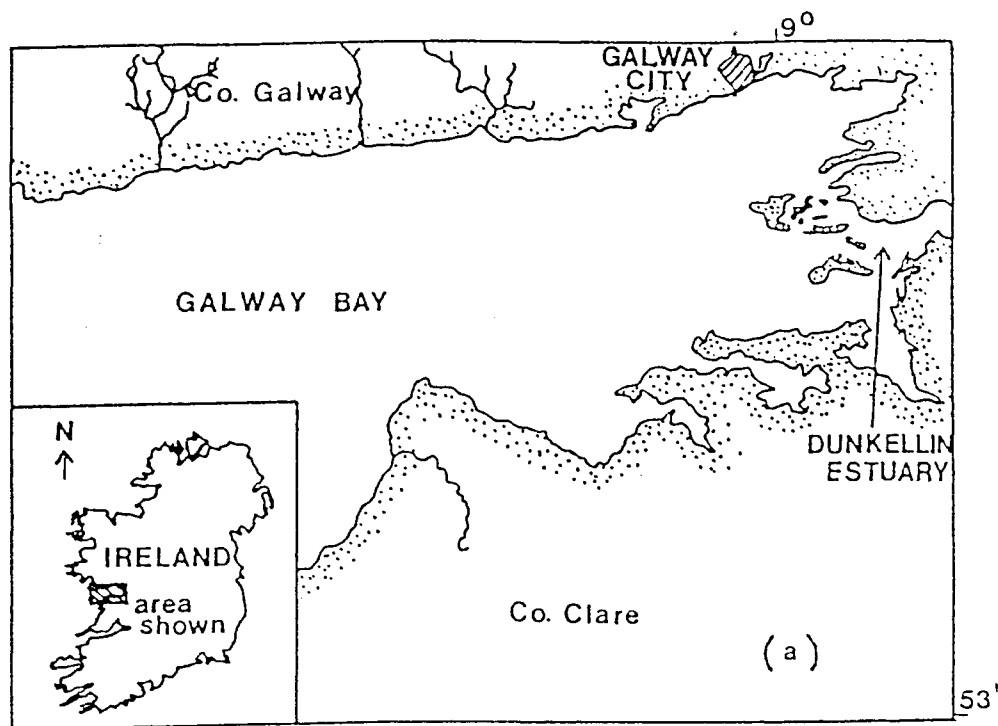 9°
GALWAY
CITY
Co. Galway
GALWAY BAY
DUNKELLIN
ESTUARY
N
IRELAND
area
shown
Co. Clare
(a)
53'